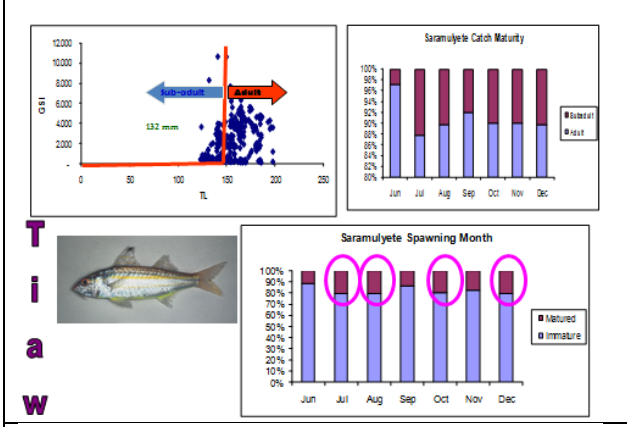 12.000
10.000
8.000
6.000
4.000
2.000
-
GSI
Sub-adult
Adult
132 mm
0 50 100 150 200 250
TL
Saramulyete Catch Maturity
100%
98%
96%
94%
92%
90%
88%
86%
84%
82%
80%
Jun Jul Aug Sep Oct Nov Dec
Subadult
Adult
T
i
a
w
Saramulyete Spawning Month
100%
90%
80%
70%
60%
50%
40%
30%
20%
10%
0%
Jun Jul Aug Sep Oct Nov Dec
Matured
Immature